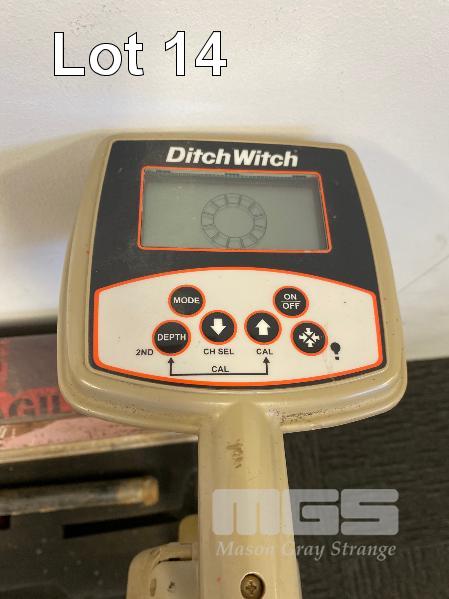 Lot 14
DitchWitch
MODE
ON
OFF
DEPTH
2ND
CH SEL
CAL
CAL
MGS
Mason Gray Strange